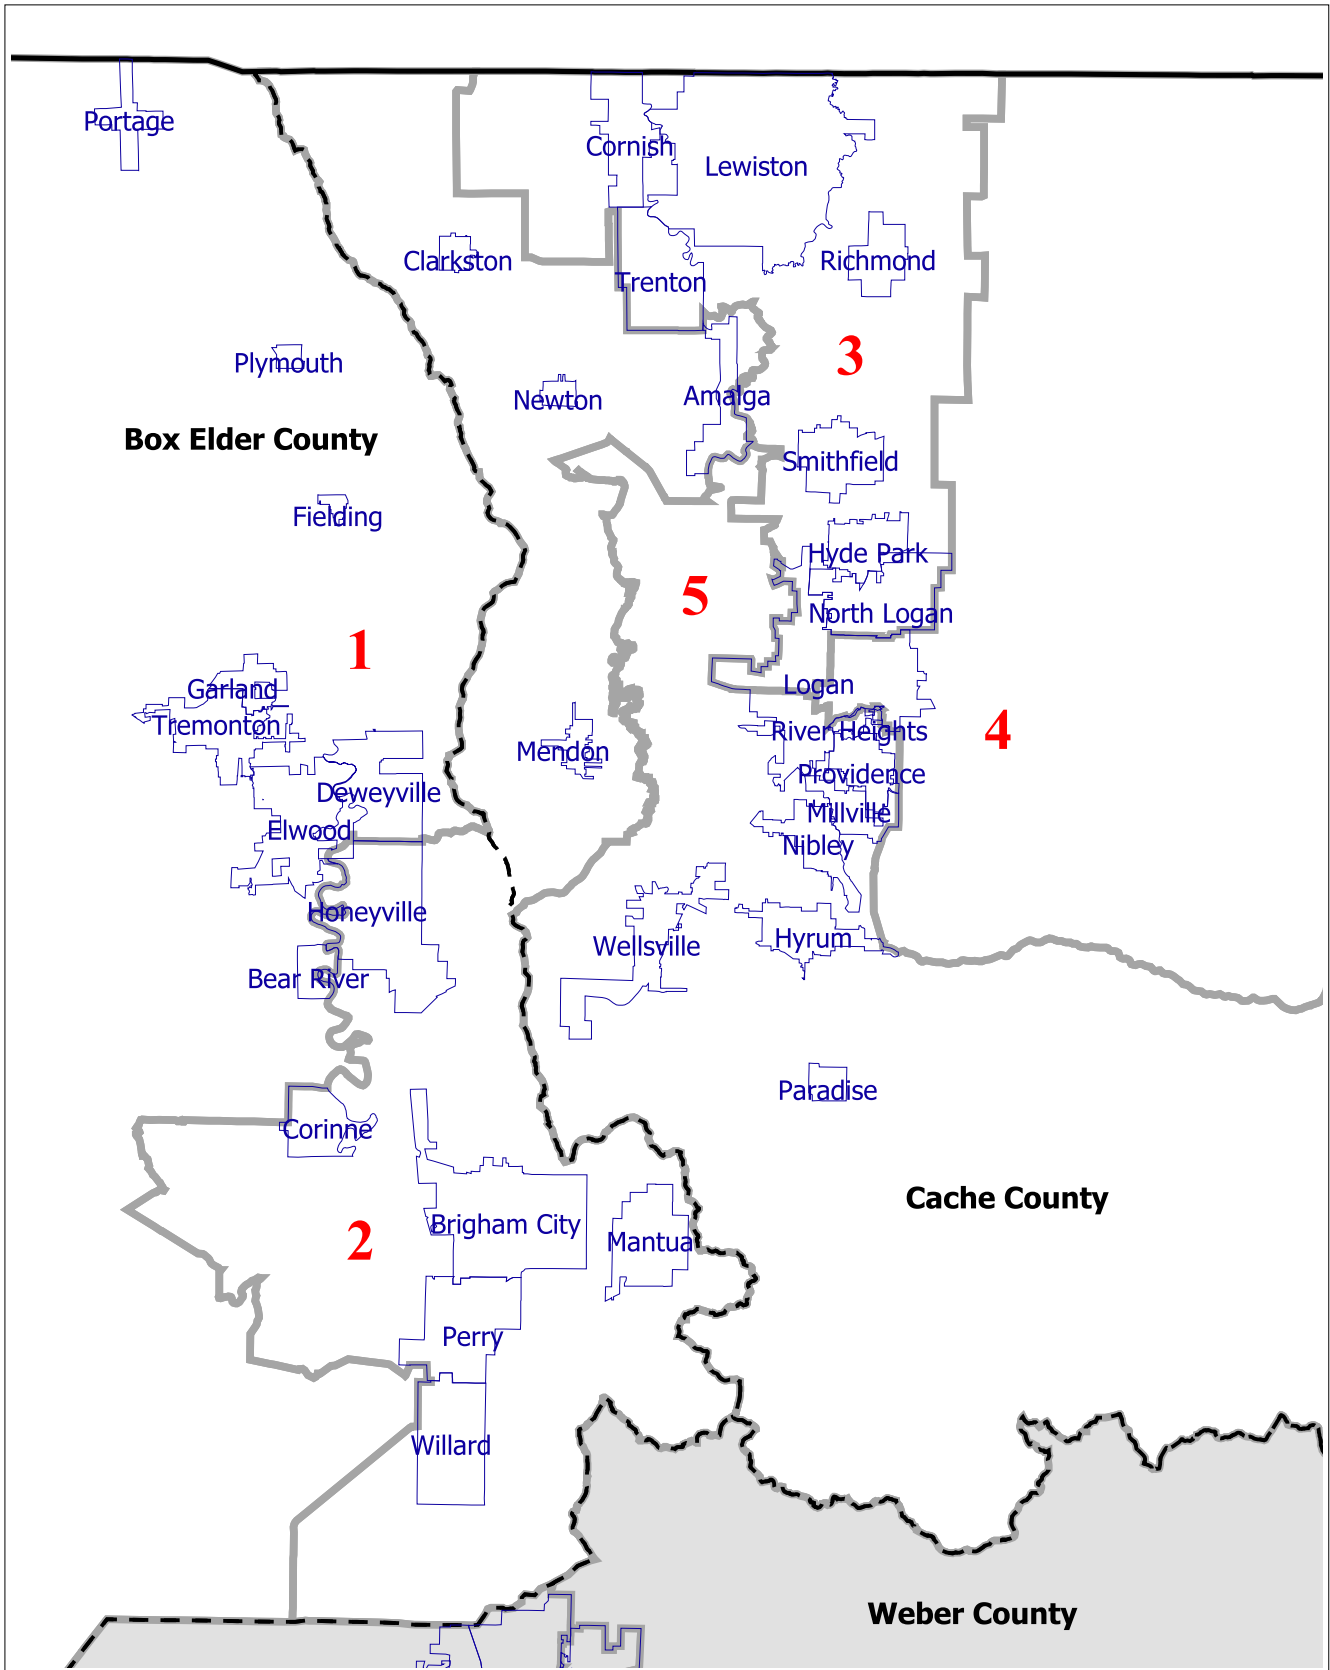 Portage
Cornish
Lewiston
Clarkston
Richmond
Trenton
3
Plymouth
Newton
Amalga
Box Elder County
Smithfield
Fielding
Hyde Park
5
North Logan
1
Logan
Garland
Tremonton
River Heights
4
Mendon
Providence
Deweyville
Millville
Elwood
Nibley
Honeyville
Hyrum
Wellsville
Bear River
Paradise
Corinne
Cache County
Brigham City
2
Mantua
Perry
Willard
Weber County